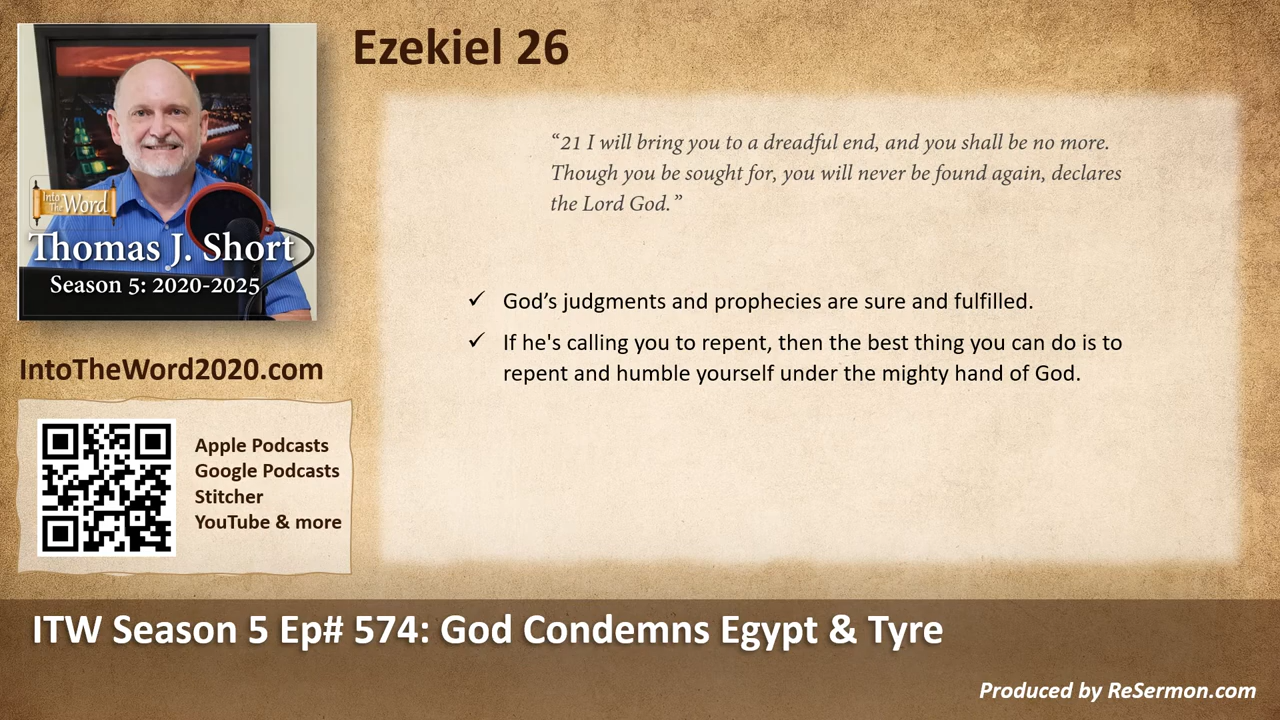 Ezekiel 26
“21 I will bring you to a dreadful end, and you shall be no more.
Though you be sought for, you will never be found again, declares
the Lord God.”
✓ God’s judgments and prophecies are sure and fulfilled.
✓ If he's calling you to repent, then the best thing you can do is to
repent and humble yourself under the mighty hand of God.
Into
The Word
Thomas J. Short
Season 5: 2020-2025
IntoTheWord2020.com
Apple Podcasts
Google Podcasts
Stitcher
YouTube & more
ITW Season 5 Ep# 574: God Condemns Egypt & Tyre
Produced by ReSermon.com